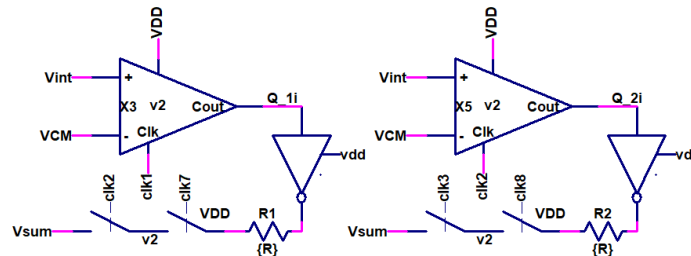 VDD
Vint
+
X3
v2
Cout
Q_1i
VCM
-
Clk
clk1
vdd
clk2
clk7
Vsum
v2
VDD
R1
{R}
VDD
Vint
+
X5
v2
Cout
Q_2i
VCM
-
Clk
clk2
vd
clk3
clk8
Vsum
v2
VDD
R2
{R}